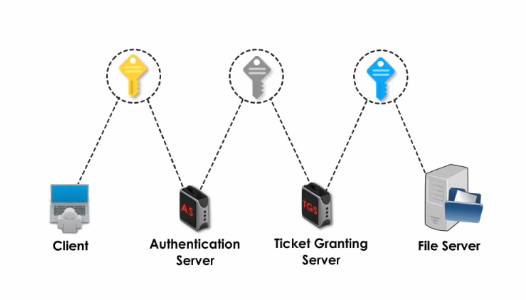 AS
TGS
Client
Authentication
Server
Ticket Granting
Server
File Server